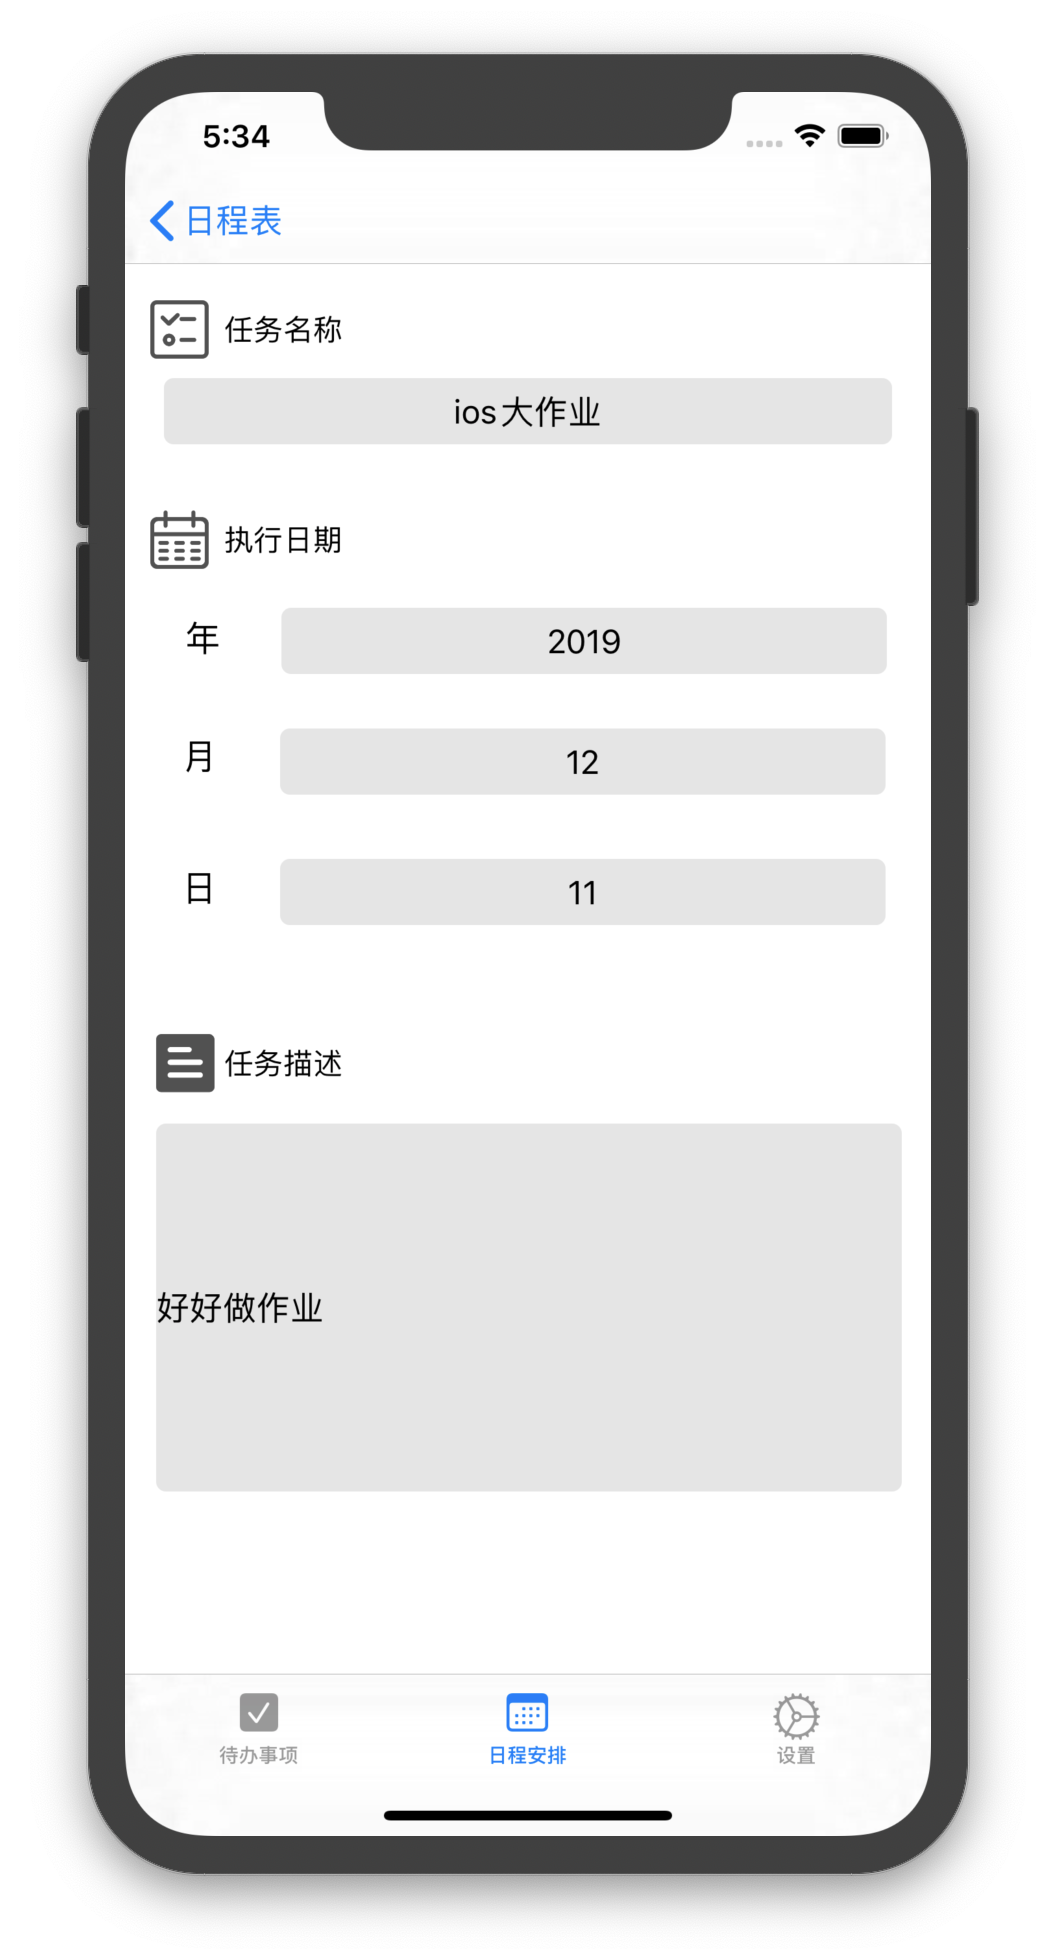 5:34
日程表
任务名称
ios大作业
执行日期
年
2019
月
12
日
11
任务描述
好好做作业
待办事项
日程安排
设置